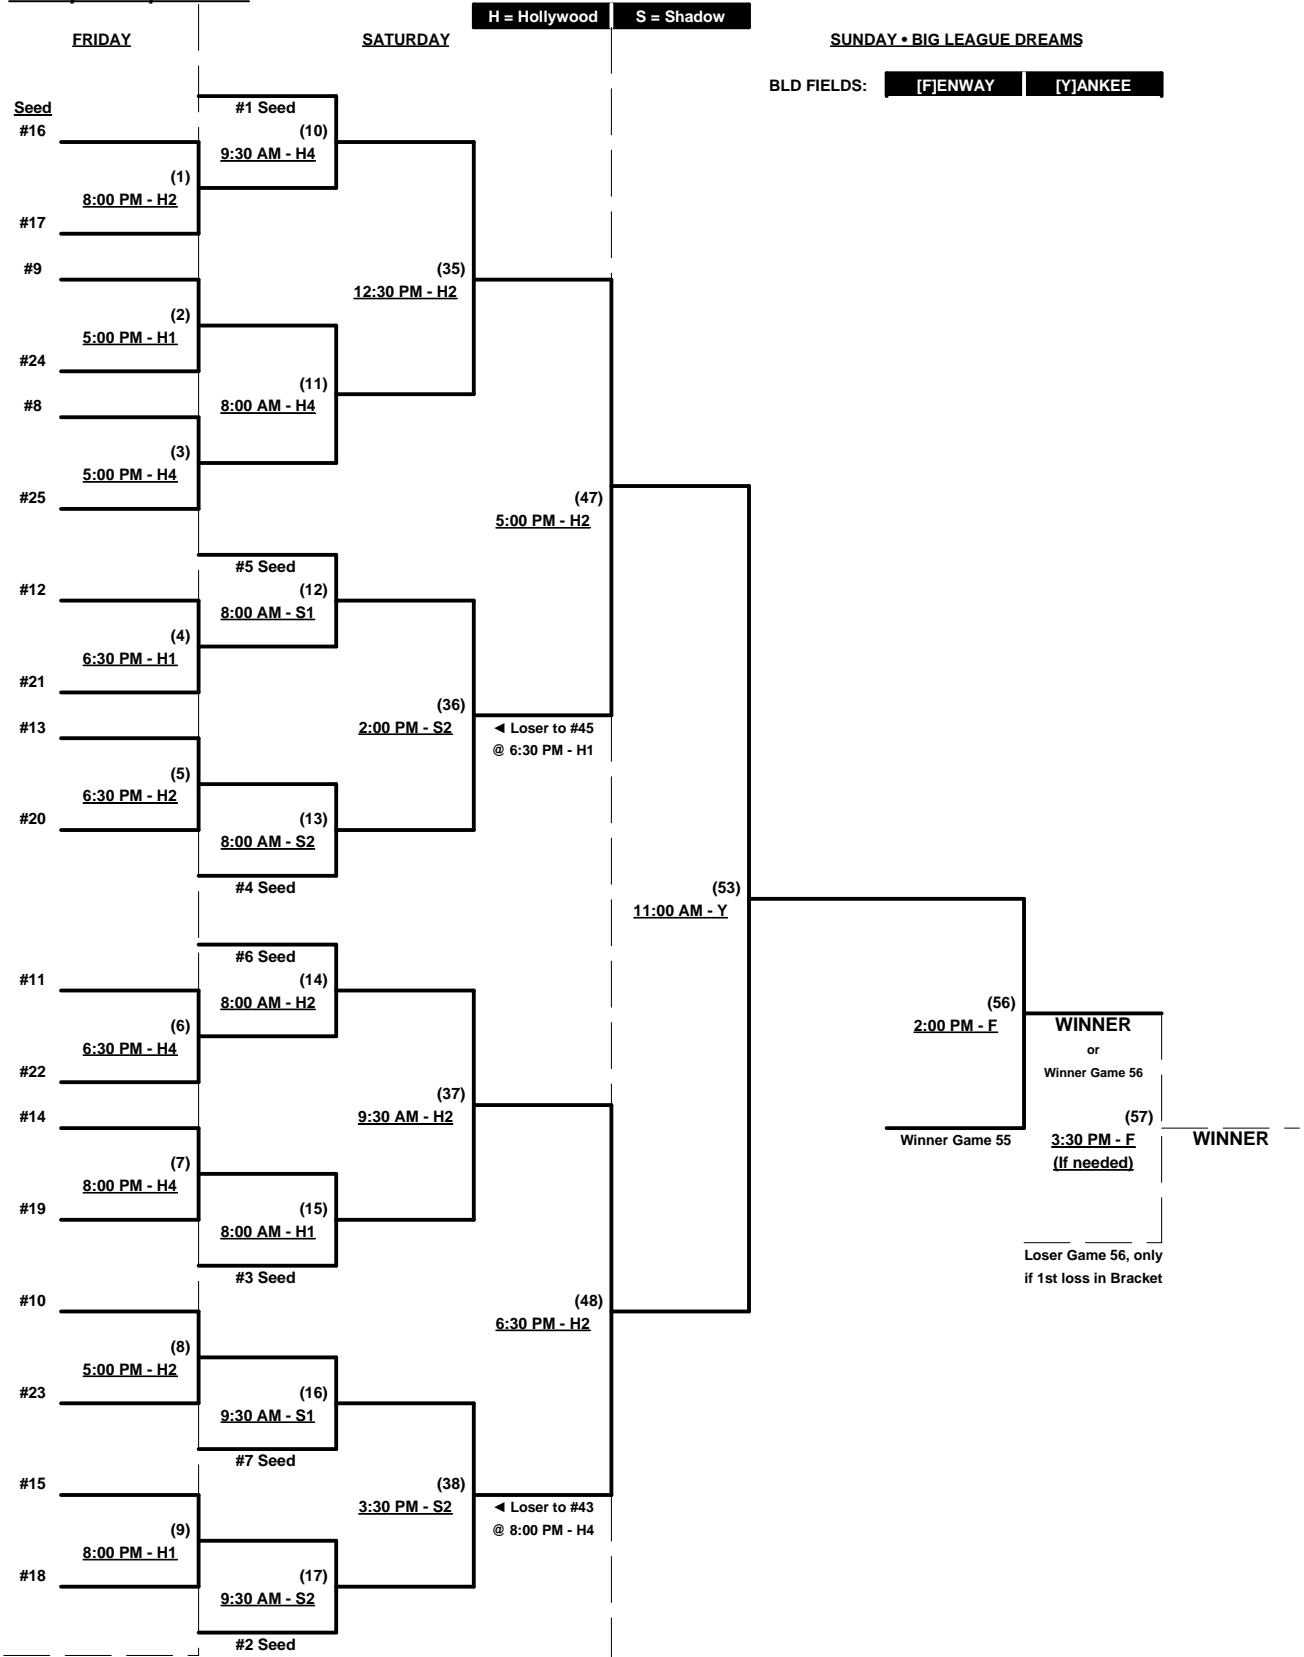 H = Hollywood S = Shadow
FRIDAY SATURDAY SUNDAY • BIG LEAGUE DREAMS
BLD FIELDS: [F]ENWAY [Y]ANKEE
Seed
#1 Seed
#16
(10)
9:30 AM - H4
(1)
8:00 PM - H2
#17
#9
(35)
12:30 PM - H2
(2)
5:00 PM - H1
#24
(11)
8:00 AM - H4
#8
(3)
5:00 PM - H4
#25
(47)
5:00 PM - H2
#5 Seed
#12
(12)
8:00 AM - S1
(4)
6:30 PM - H1
#21
(36)
2:00 PM - S2
◄ Loser to #45
@ 6:30 PM - H1
#13
(5)
6:30 PM - H2
#20
(13)
8:00 AM - S2
#4 Seed
(53)
11:00 AM - Y
#6 Seed
#11
(14)
8:00 AM - H2
(56)
2:00 PM - F
WINNER
or
Winner Game 56
(6)
6:30 PM - H4
#22
(37)
9:30 AM - H2
#14
Winner Game 55
(57)
3:30 PM - F
(If needed)
WINNER
(7)
8:00 PM - H4
#19
(15)
8:00 AM - H1
#3 Seed
Loser Game 56, only
if 1st loss in Bracket
#10
(48)
6:30 PM - H2
(8)
5:00 PM - H2
#23
(16)
9:30 AM - S1
#7 Seed
#15
(38)
3:30 PM - S2
◄ Loser to #43
@ 8:00 PM - H4
(9)
8:00 PM - H1
#18
(17)
9:30 AM - S2
#2 Seed